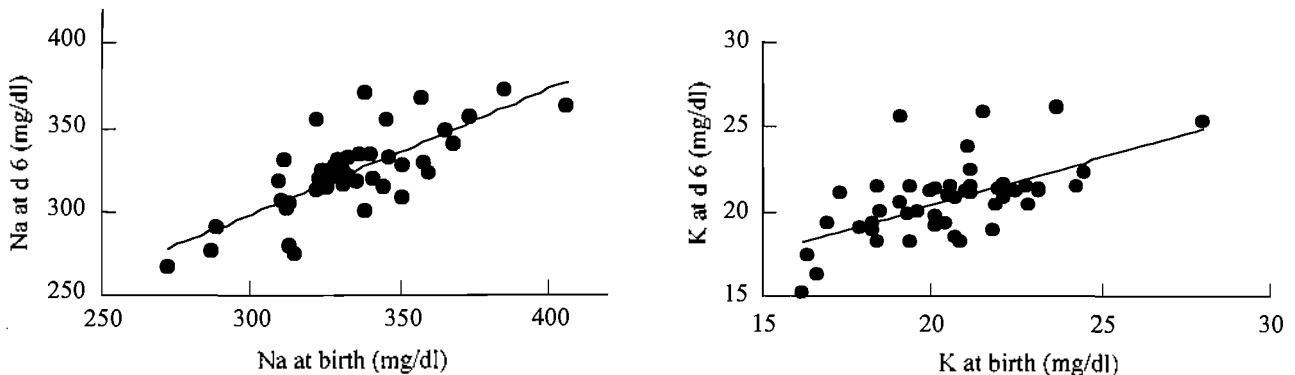 400
350
300
250
Na at d 6 (mg/dl)
250 300 350 400
Na at birth (mg/dl)
30
25
20
15
K at d 6 (mg/dl)
15 20 25 30
K at birth (mg/dl)